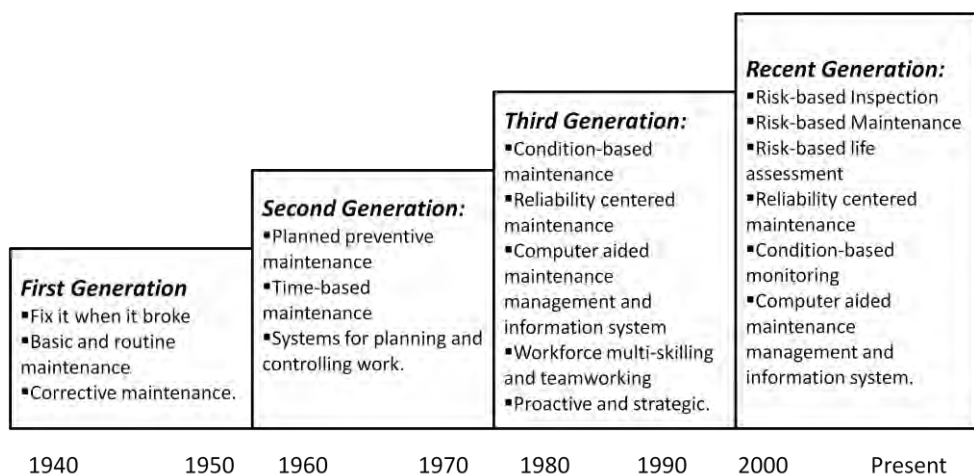 First Generation
▪Fix it when it broke
▪Basic and routine
maintenance
▪Corrective maintenance.
Second Generation:
▪Planned preventive
maintenance
▪Time-based
maintenance
▪Systems for planning and
controlling work.
Third Generation:
▪Condition-based
maintenance
▪Reliability centered
maintenance
▪Computer aided
maintenance
management and
information system
▪Workforce multi-skilling
and teamworking
▪Proactive and strategic.
Recent Generation:
▪Risk-based Inspection
▪Risk-based Maintenance
▪Risk-based life
assessment
▪Reliability centered
maintenance
▪Condition-based
monitoring
▪Computer aided
maintenance
management and
information system.
1940 1950 1960 1970 1980 1990 2000 Present